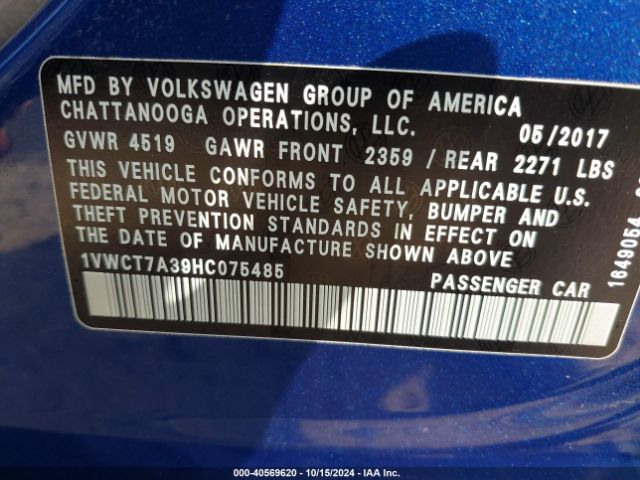 MFD BY VOLKSWAGEN GROUP OF AMERICA
CHATTANOOGA OPERATIONS, LLC. 05/2017
GVWR 4519 GAWR FRONT 2359 / REAR 2271 LBS
THIS VEHICLE CONFORMS TO ALL APPLICABLE U.S.
FEDERAL MOTOR VEHICLE SAFETY, BUMPER AND
THEFT PREVENTION STANDARDS IN EFFECT ON
THE DATE OF MANUFACTURE SHOWN ABOVE
1VWCT7A39HC075485 PASSENGER CAR
1649054
000-40569620 - 10/15/2024 - IAA Inc.